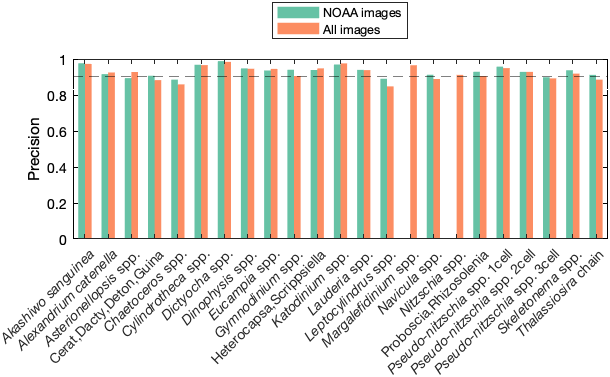 NOAA images
All images
Precision
1
0.8
0.6
0.4
0.2
0
Akashiwo sanguinea
Alexandrium catenella
Asterionellopsis spp.
Cerat,Dacty,Deton,Guina
Chaetoceros spp.
Cylindrotheca spp.
Dictyocha spp.
Dinophysis spp.
Eucampia spp.
Gymnodinium spp.
Heterocapsa,Scrippsiella
Katodinium spp.
Lauderia spp.
Leptocylindrus spp.
Margalefidinium spp.
Navicula spp.
Nitzschia spp.
Proboscia,Rhizosolenia
Pseudo-nitzschia spp. 1cell
Pseudo-nitzschia spp. 2cell
Pseudo-nitzschia spp. 3cell
Skeletonema spp.
Thalassiosira chain